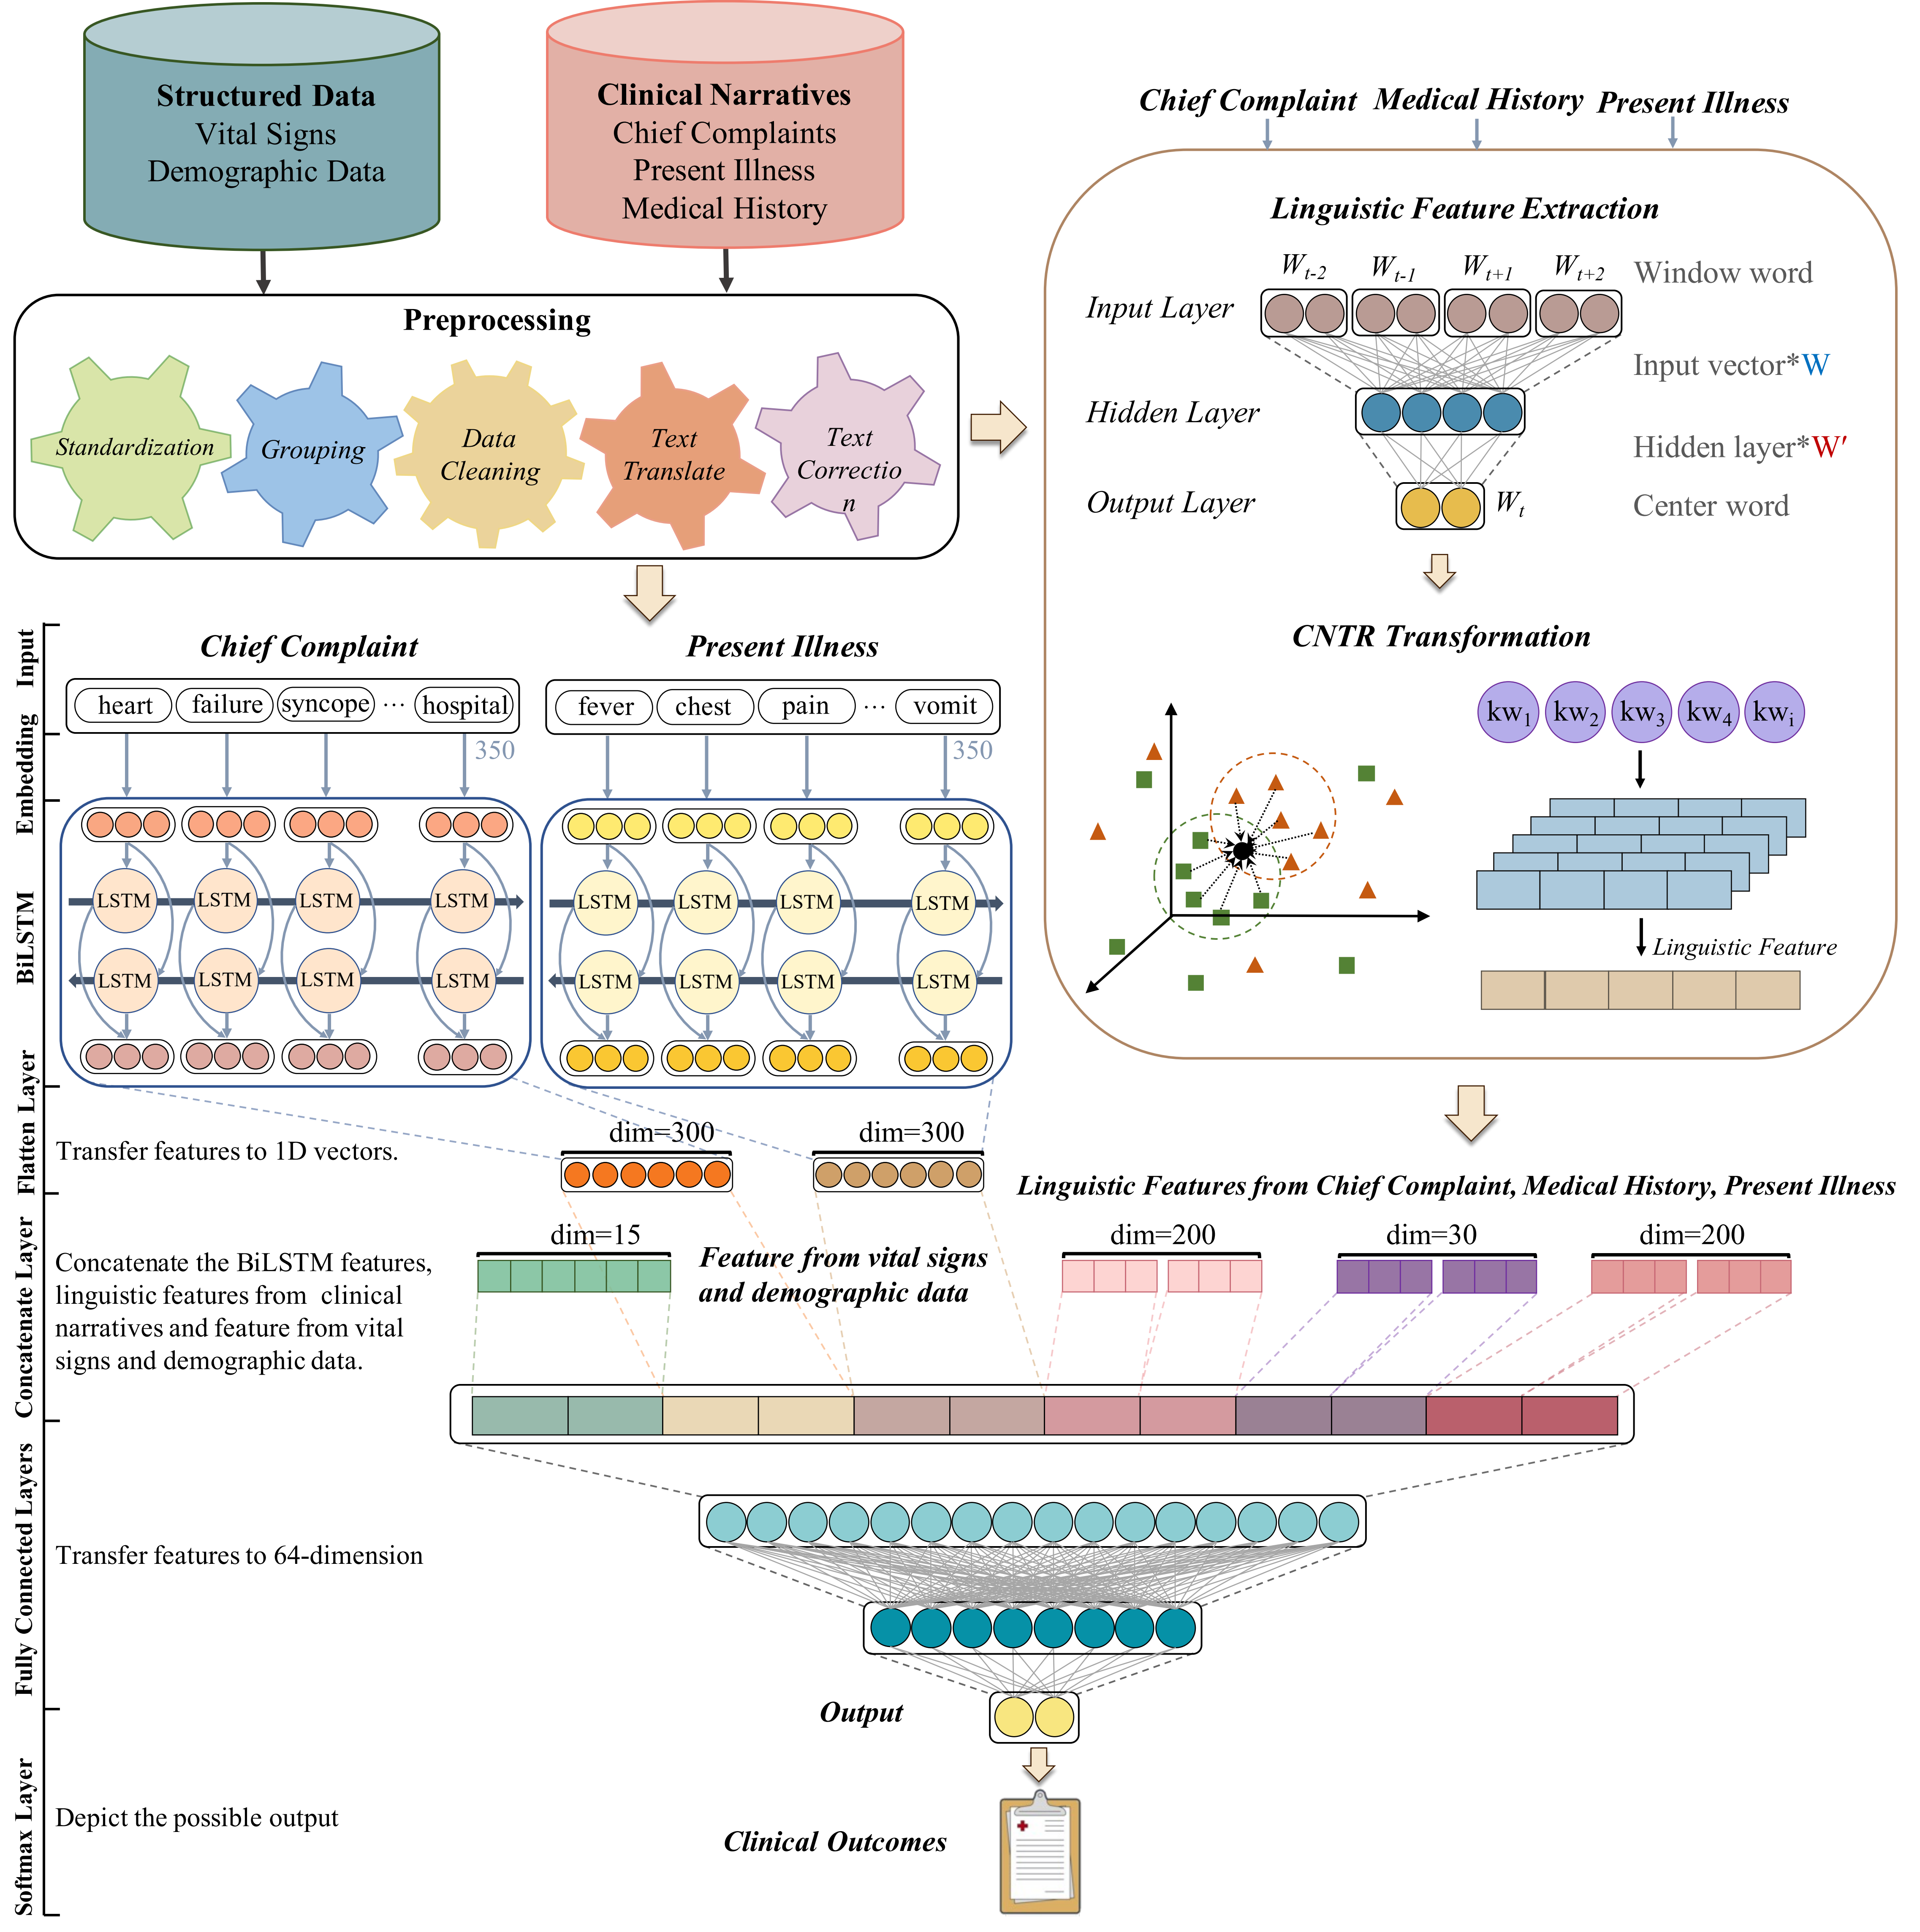 Structured Data
Vital Signs
Demographic Data
Clinical Narratives
Chief Complaints
Present Illness
Medical History
Preprocessing
Standardization
Grouping
Data
Cleaning
Text
Translate
Text
Correctio
n
Chief Complaint
Medical History
Present Illness
Linguistic Feature Extraction
Wt-2
Wt-1
Wt+1
Wt+2
Window word
Input Layer
Input vector*W
Hidden Layer
Hidden layer*W′
Output Layer
Wt
Center word
CNTR Transformation
kw1
kw2
kw3
kw4
kwi
Linguistic Feature
Input
Embedding
BiLSTM
Flatten Layer
Concatenate Layer
Fully Connected Layers
Softmax Layer
Chief Complaint
heart
failure
syncope
...
hospital
350
LSTM
LSTM
LSTM
LSTM
LSTM
LSTM
LSTM
LSTM
Present Illness
fever
chest
pain
...
vomit
350
LSTM
LSTM
LSTM
LSTM
LSTM
LSTM
LSTM
LSTM
Transfer features to 1D vectors.
dim=300
dim=300
Linguistic Features from Chief Complaint, Medical History, Present Illness
Concatenate the BiLSTM features,
linguistic features from clinical
narratives and feature from vital
signs and demographic data.
dim=15
Feature from vital signs
and demographic data
dim=200
dim=30
dim=200
Transfer features to 64-dimension
Output
Depict the possible output
Clinical Outcomes